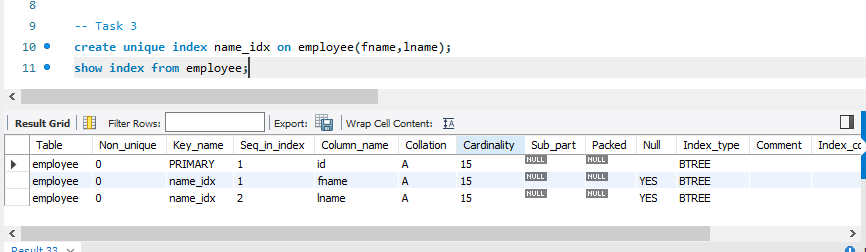 8
9 -- Task 3
10 create unique index name_idx on employee(fname,lname);
11 show index from employee;
Result Grid Filter Rows: Export: Wrap Cell Content:
Table Non_unique Key_name Seq_in_index Column_name Collation Cardinality Sub_part Packed Null Index_type Comment Index_co
employee 0 PRIMARY 1 id A 15 NULL NULL BTREE
employee 0 name_idx 1 fname A 15 NULL NULL YES BTREE
employee 0 name_idx 2 lname A 15 NULL NULL YES BTREE
Result 33